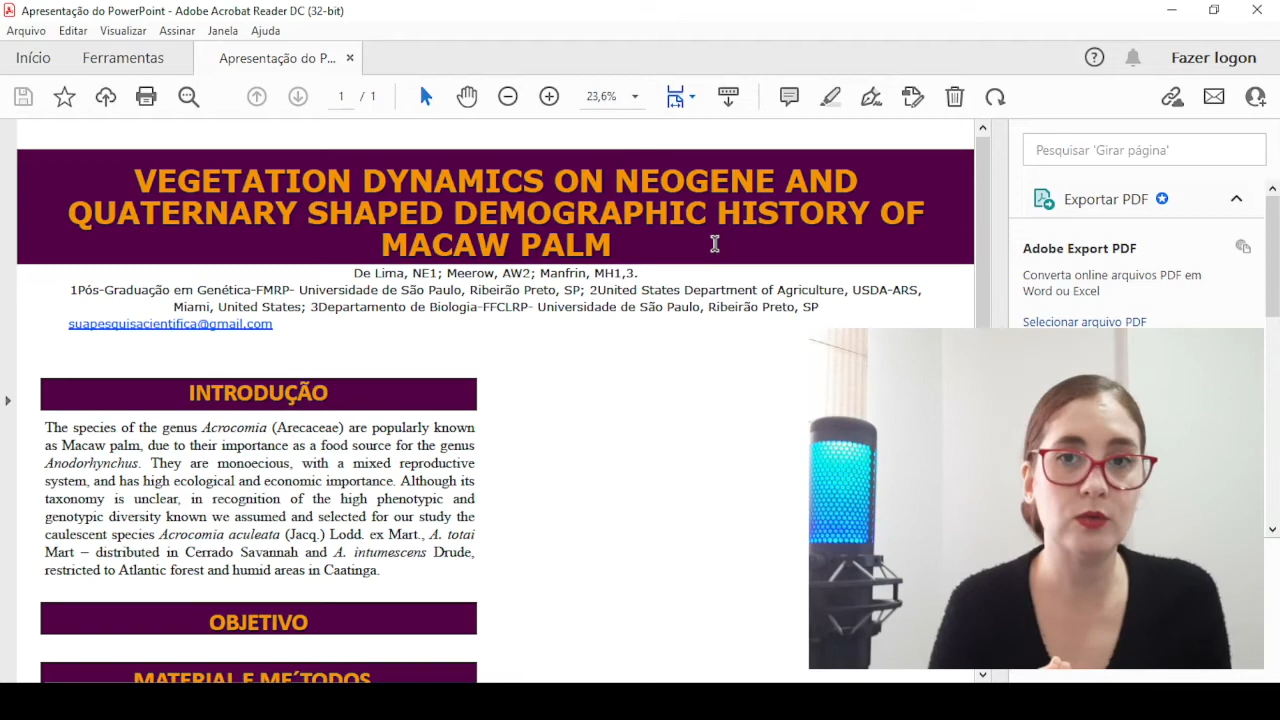 Apresentação do PowerPoint - Adobe Acrobat Reader DC (32-bit)
Arquivo Editar Visualizar Assinar Janela Ajuda
Início Ferramentas Apresentação do P... Fazer logon
1 / 1 23,6%
Pesquisar 'Girar página'
Exportar PDF
Adobe Export PDF
Converta online arquivos PDF em
Word ou Excel
Selecionar arquivo PDF
VEGETATION DYNAMICS ON NEOGENE AND
QUATERNARY SHAPED DEMOGRAPHIC HISTORY OF
MACAW PALM
De Lima, NE1; Meerow, AW2; Manfrin, MH1,3.
1Pós-Graduação em Genética-FMRP- Universidade de São Paulo, Ribeirão Preto, SP; 2United States Department of Agriculture, USDA-ARS,
Miami, United States; 3Departamento de Biologia-FFCLRP- Universidade de São Paulo, Ribeirão Preto, SP
suapesquisacientifica@gmail.com
INTRODUÇÃO
The species of the genus Acrocomia (Arecaceae) are popularly known
as Macaw palm, due to their importance as a food source for the genus
Anodorhynchus. They are monoecious, with a mixed reproductive
system, and has high ecological and economic importance. Although its
taxonomy is unclear, in recognition of the high phenotypic and
genotypic diversity known we assumed and selected for our study the
caulescent species Acrocomia aculeata (Jacq.) Lodd. ex Mart., A. totai
Mart – distributed in Cerrado Savannah and A. intumescens Drude,
restricted to Atlantic forest and humid areas in Caatinga.
OBJETIVO
MATERIAL E ME´TODOS